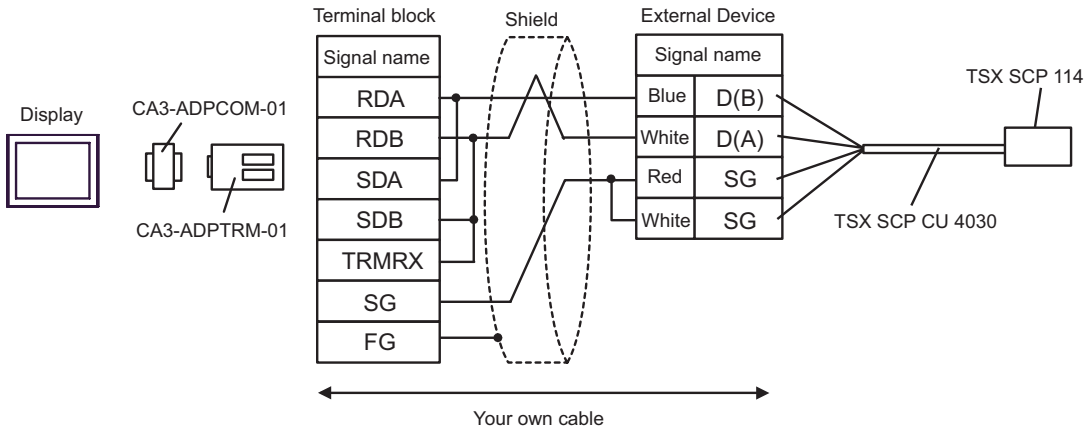 Terminal block
Shield
External Device
Signal name
Signal name
TSX SCP 114
Display
CA3-ADPCOM-01
RDA
Blue
D(B)
RDB
White
D(A)
SDA
Red
SG
SDB
White
SG
CA3-ADPTRM-01
TSX SCP CU 4030
TRMRX
SG
FG
Your own cable